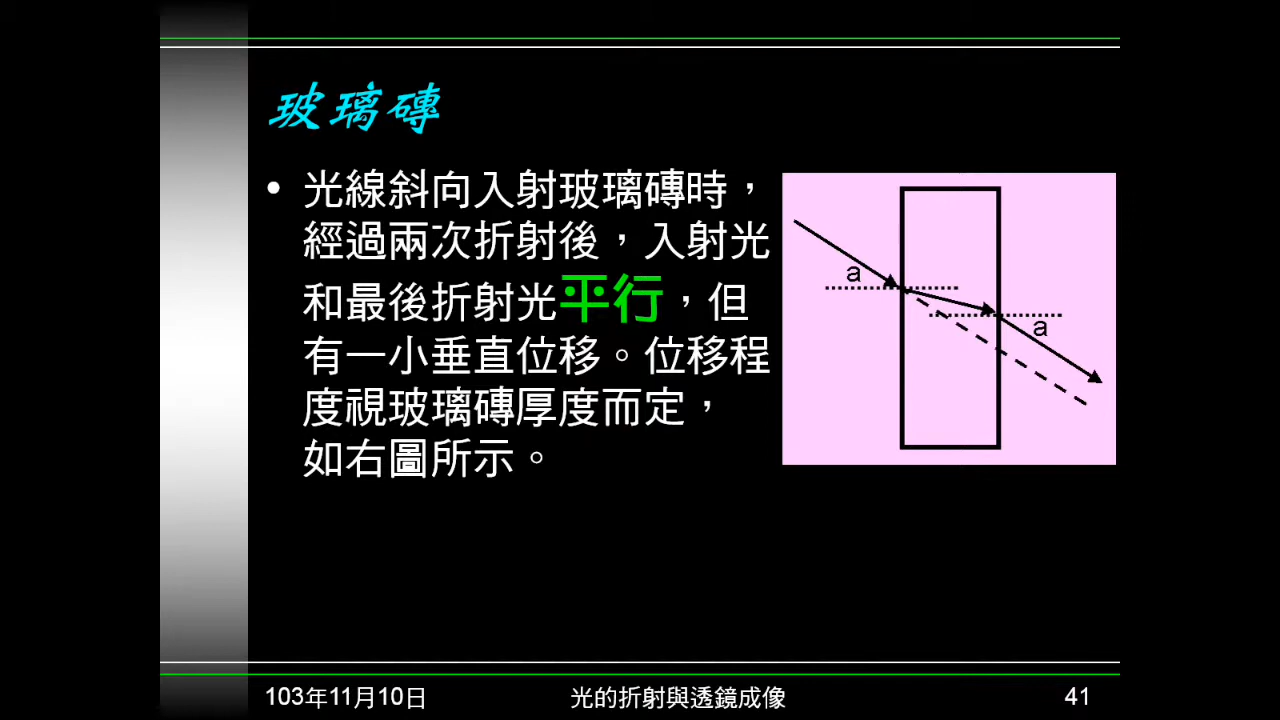 玻璃磚
• 光線斜向入射玻璃磚時，
經過兩次折射後，入射光
和最後折射光平行，但
有一小垂直位移。位移程
度視玻璃磚厚度而定，
如右圖所示。
a
a
103年11月10日
光的折射與透鏡成像
41